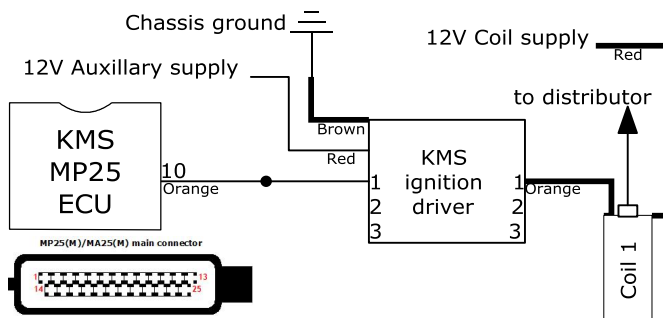 Chassis ground
12V Coil supply
Red
12V Auxillary supply
to distributor
Brown
Red
KMS
MP25
ECU
10
Orange
KMS
ignition
driver
1
2
3
1
2
3
Orange
Coil 1
MP25(M)/MA25(M) main connector
1
13
14
25